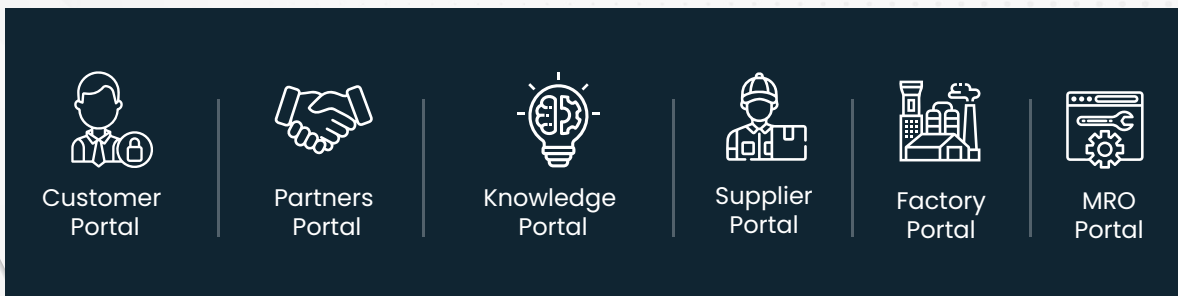 Customer
Portal
Partners
Portal
Knowledge
Portal
Supplier
Portal
Factory
Portal
MRO
Portal